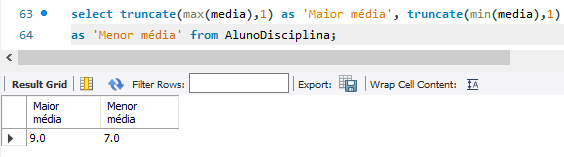 63 select truncate(max(media),1) as 'Maior média', truncate(min(media),1)
64 as 'Menor média' from AlunoDisciplina;
Result Grid Filter Rows: Export: Wrap Cell Content: IA
Maior média Menor média
9.0 7.0